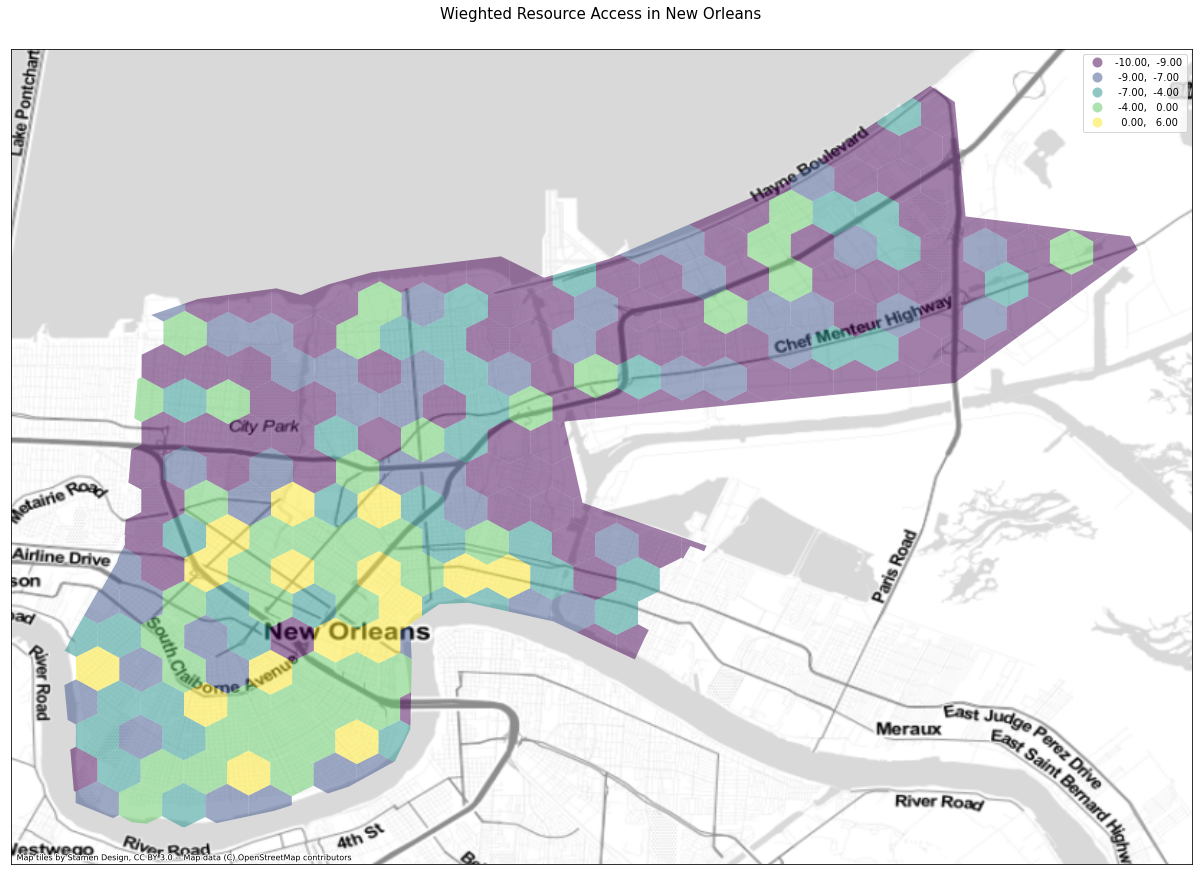 Wieghted Resource Access in New Orleans
-10.00, -9.00
-9.00, -7.00
-7.00, -4.00
-4.00, 0.00
0.00, 6.00
Lake Pontchart
Hayne Boulevard
Chef Menteur Highway
City Park
Metairie Road
Airline Drive
son
oad
River Road
South Claiborne Avenue
New Orleans
Paris Road
Meraux
East Judge Perez Drive
East Saint Bernard Highw
River Road
River Road
4th St
Westwego
Map tiles by Stamen Design, CC BY 3.0 -- Map data (C) OpenStreetMap contributors